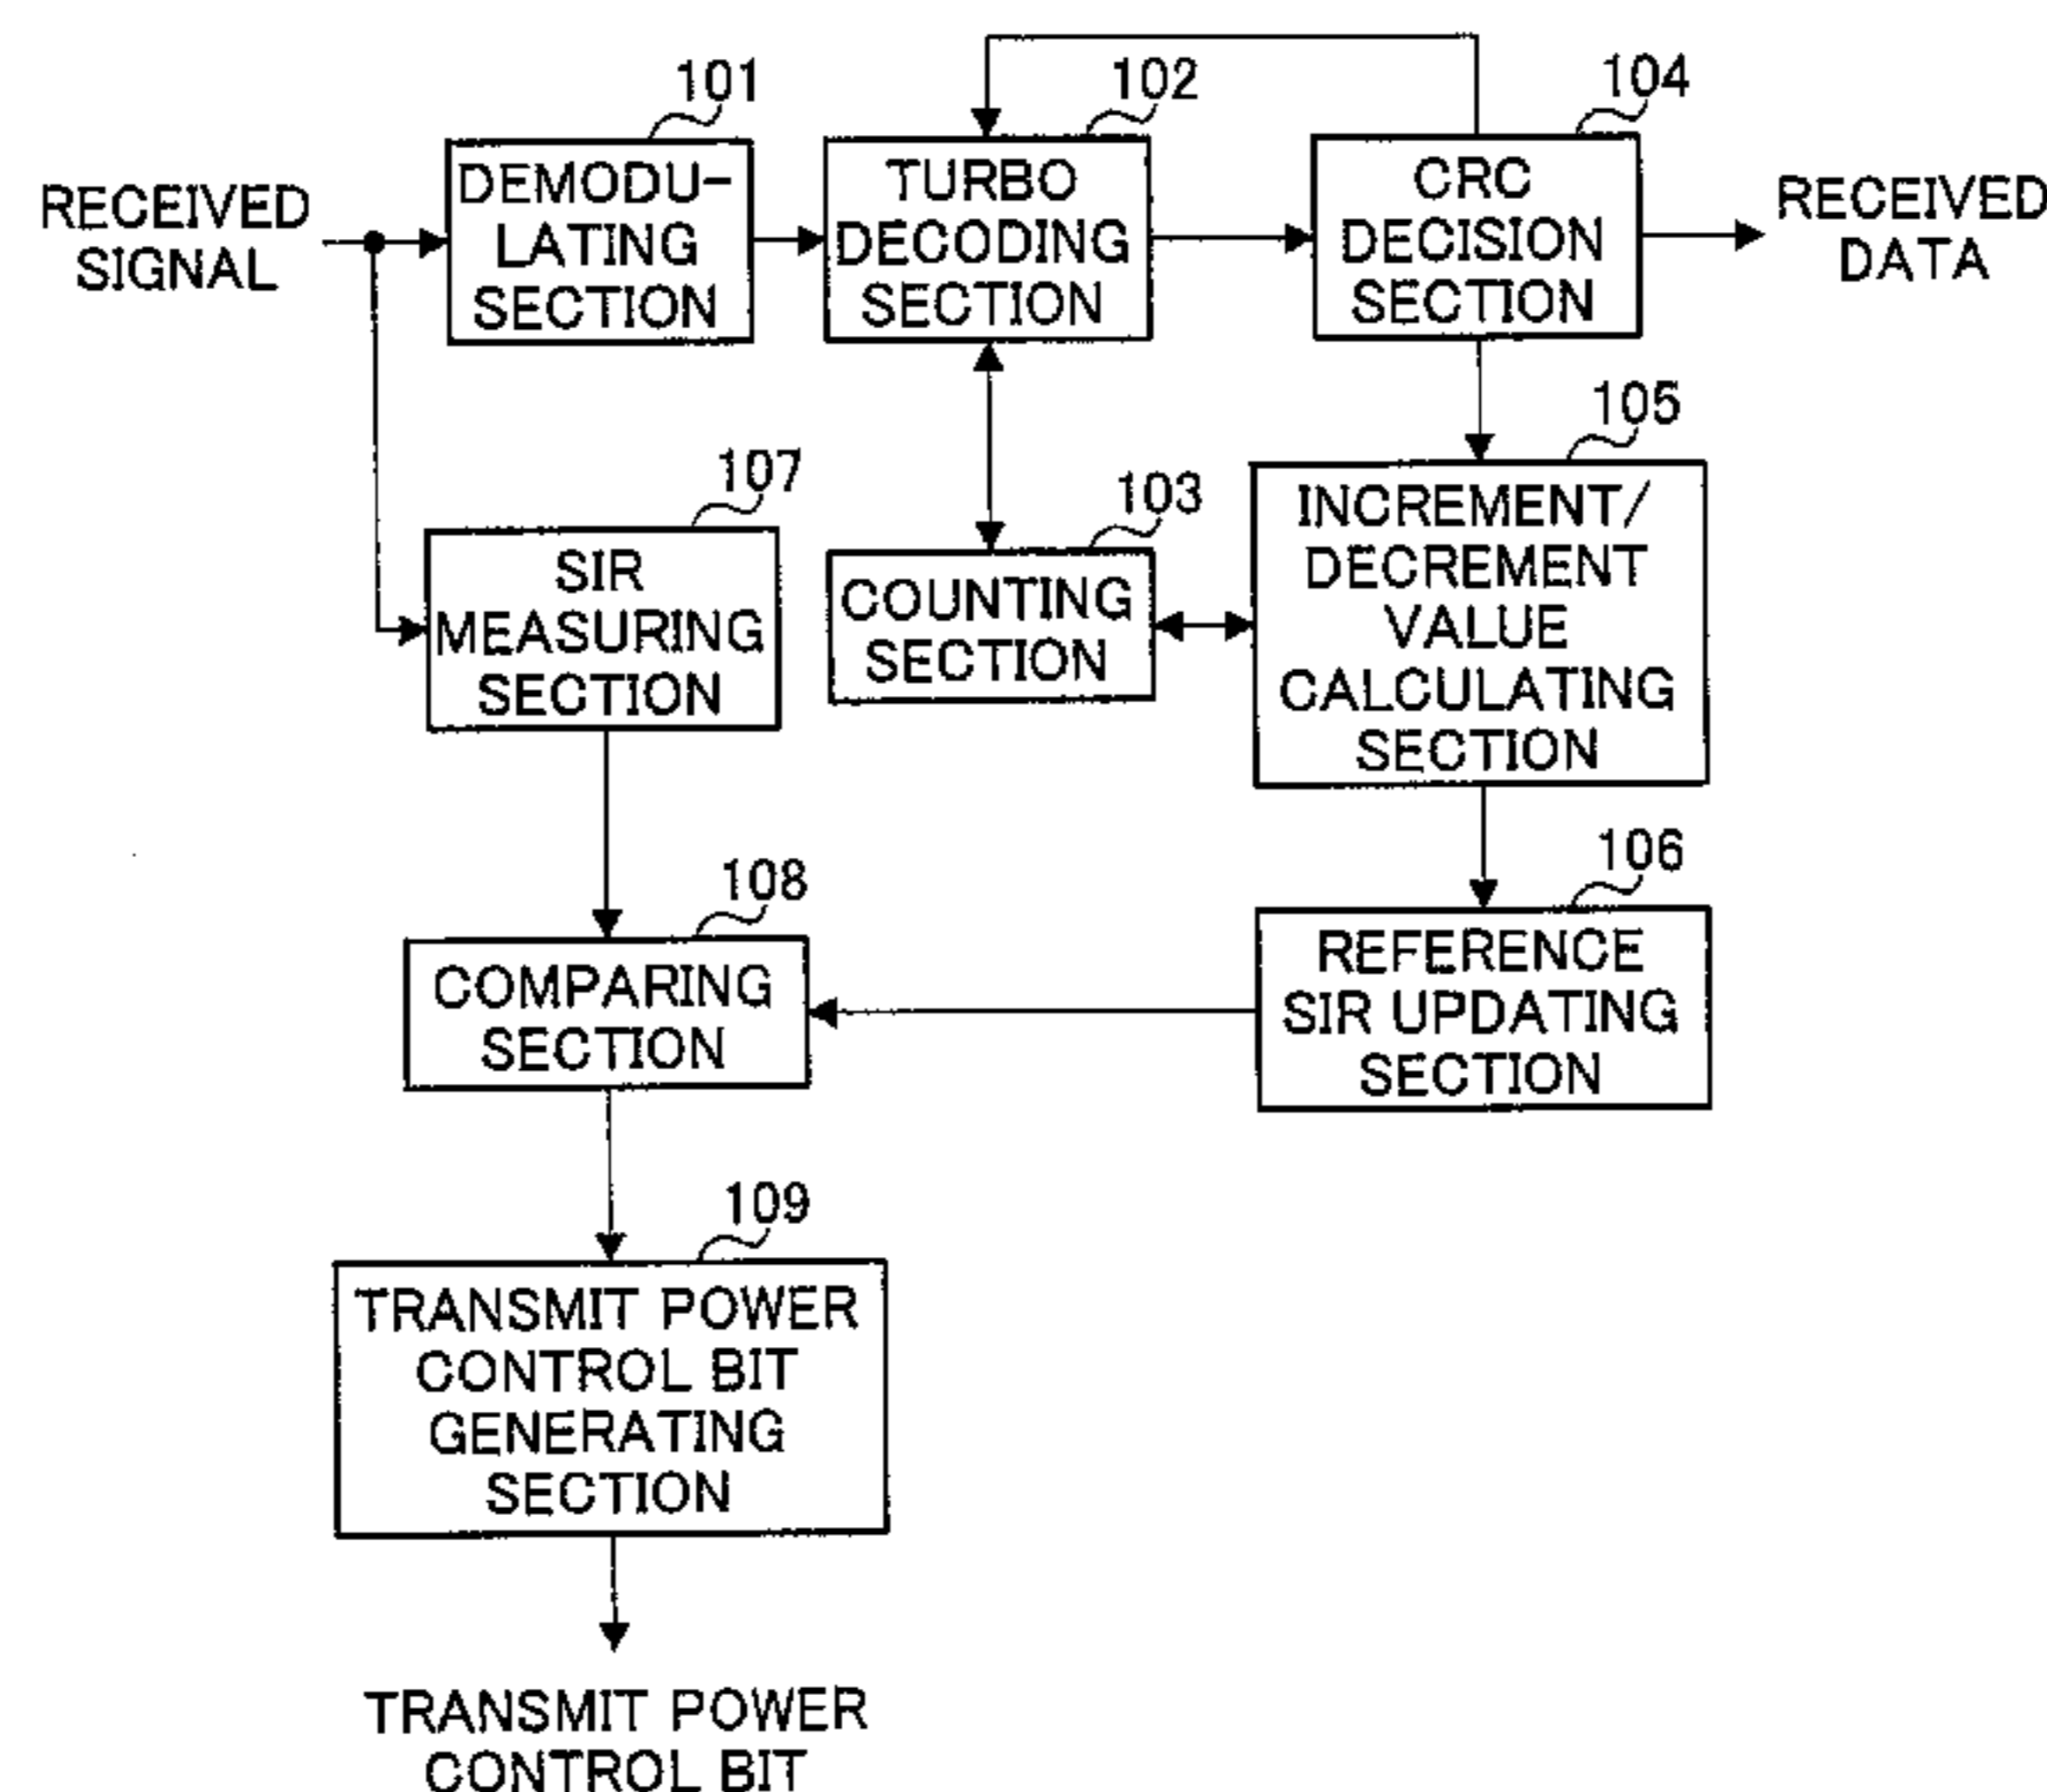 101
102
104
RECEIVED
SIGNAL
DEMODU-
LATING
SECTION
TURBO
DECODING
SECTION
CRC
DECISION
SECTION
RECEIVED
DATA
107
103
105
SIR
MEASURING
SECTION
COUNTING
SECTION
INCREMENT/
DECREMENT
VALUE
CALCULATING
SECTION
108
106
COMPARING
SECTION
REFERENCE
SIR UPDATING
SECTION
109
TRANSMIT POWER
CONTROL BIT
GENERATING
SECTION
TRANSMIT POWER
CONTROL BIT